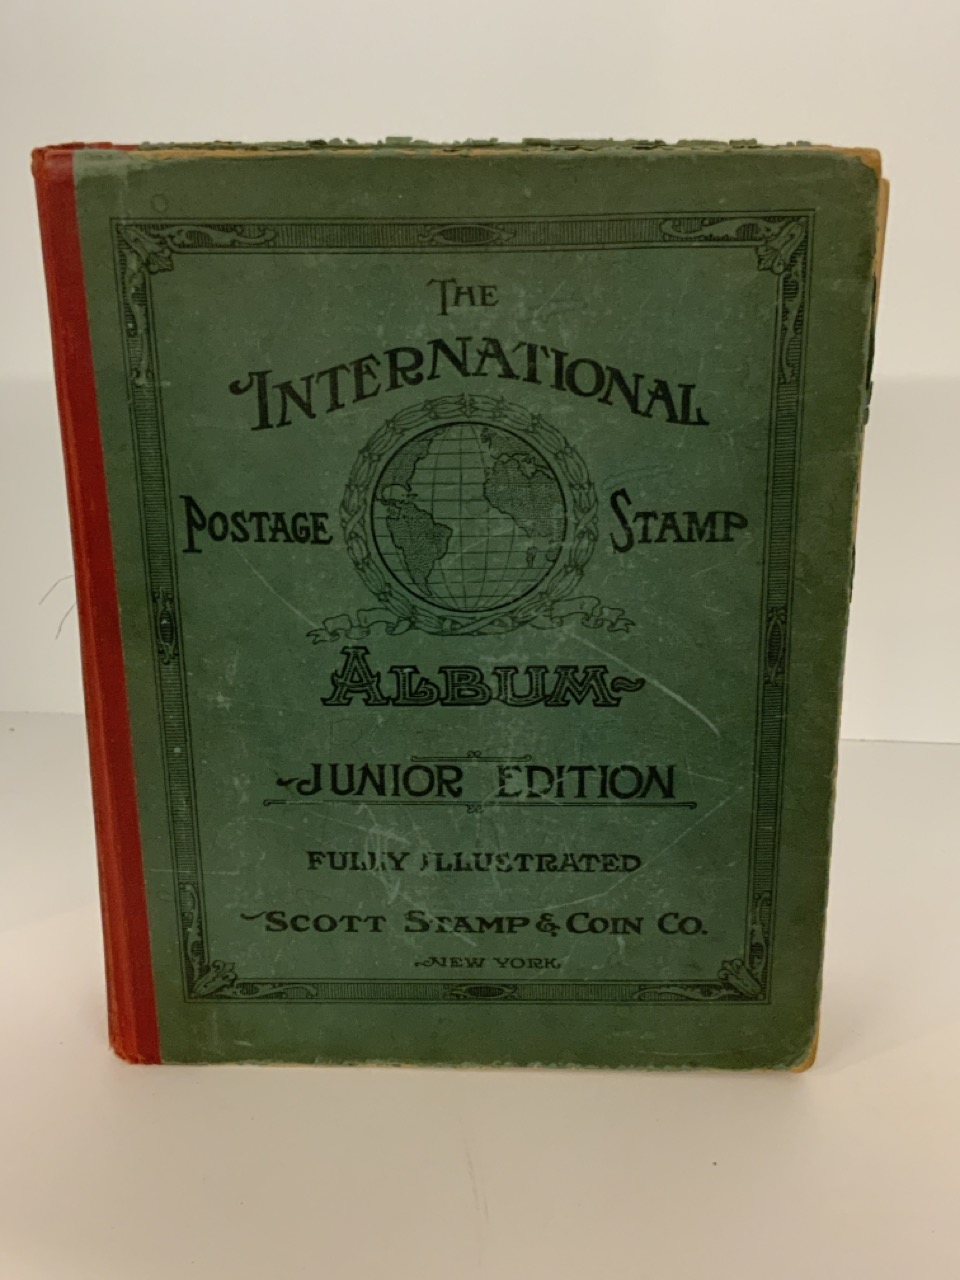 THE
INTERNATIONAL
POSTAGE STAMP
ALBUM
JUNIOR EDITION
FULLY ILLUSTRATED
SCOTT STAMP & COIN CO.
NEW YORK